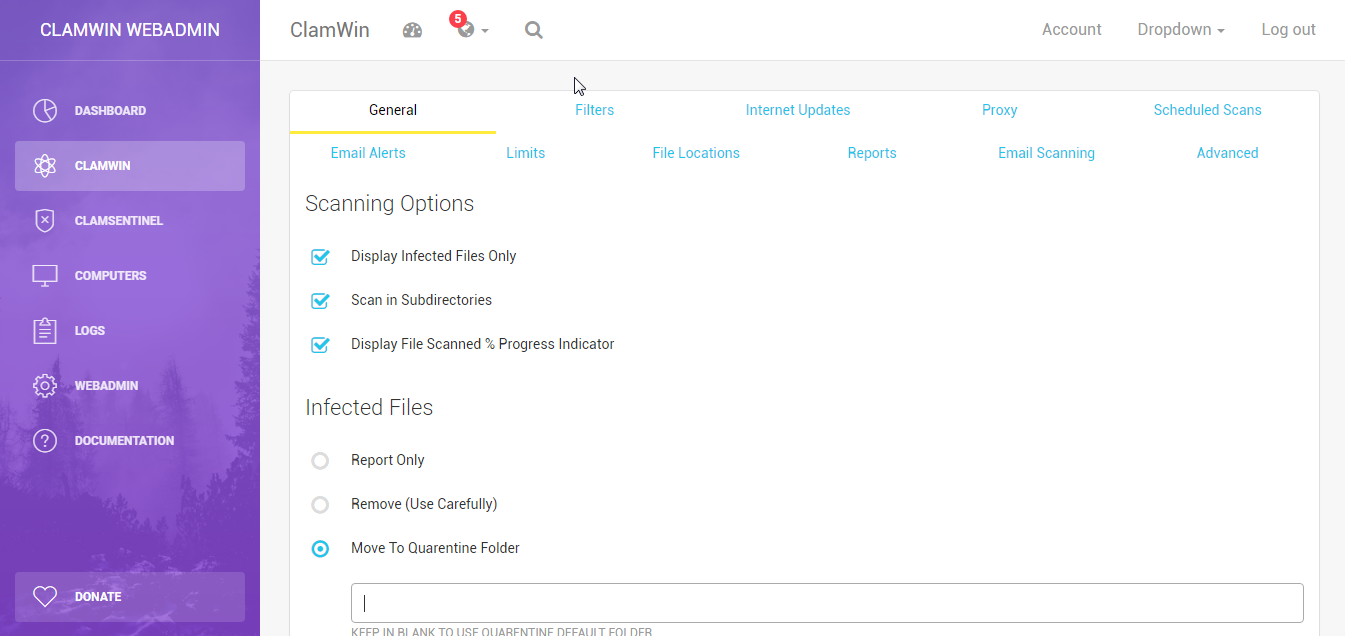 CLAMWIN WEBADMIN
ClamWin 5 Account Dropdown Log out
DASHBOARD
CLAMWIN
CLAMSENTINEL
COMPUTERS
LOGS
WEBADMIN
DOCUMENTATION
DONATE
General Filters Internet Updates Proxy Scheduled Scans
Email Alerts Limits File Locations Reports Email Scanning Advanced
Scanning Options
Display Infected Files Only
Scan in Subdirectories
Display File Scanned % Progress Indicator
Infected Files
Report Only
Remove (Use Carefully)
Move To Quarentine Folder
KEEP IN BLANK TO USE QUARENTINE DEFAULT FOLDER